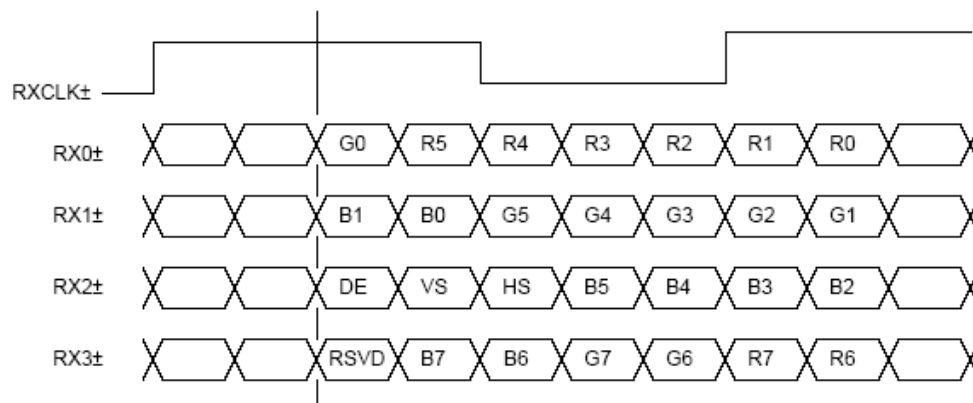 RXCLK±
RX0± G0 R5 R4 R3 R2 R1 R0
RX1± B1 B0 G5 G4 G3 G2 G1
RX2± DE VS HS B5 B4 B3 B2
RX3± RSVD B7 B6 G7 G6 R7 R6